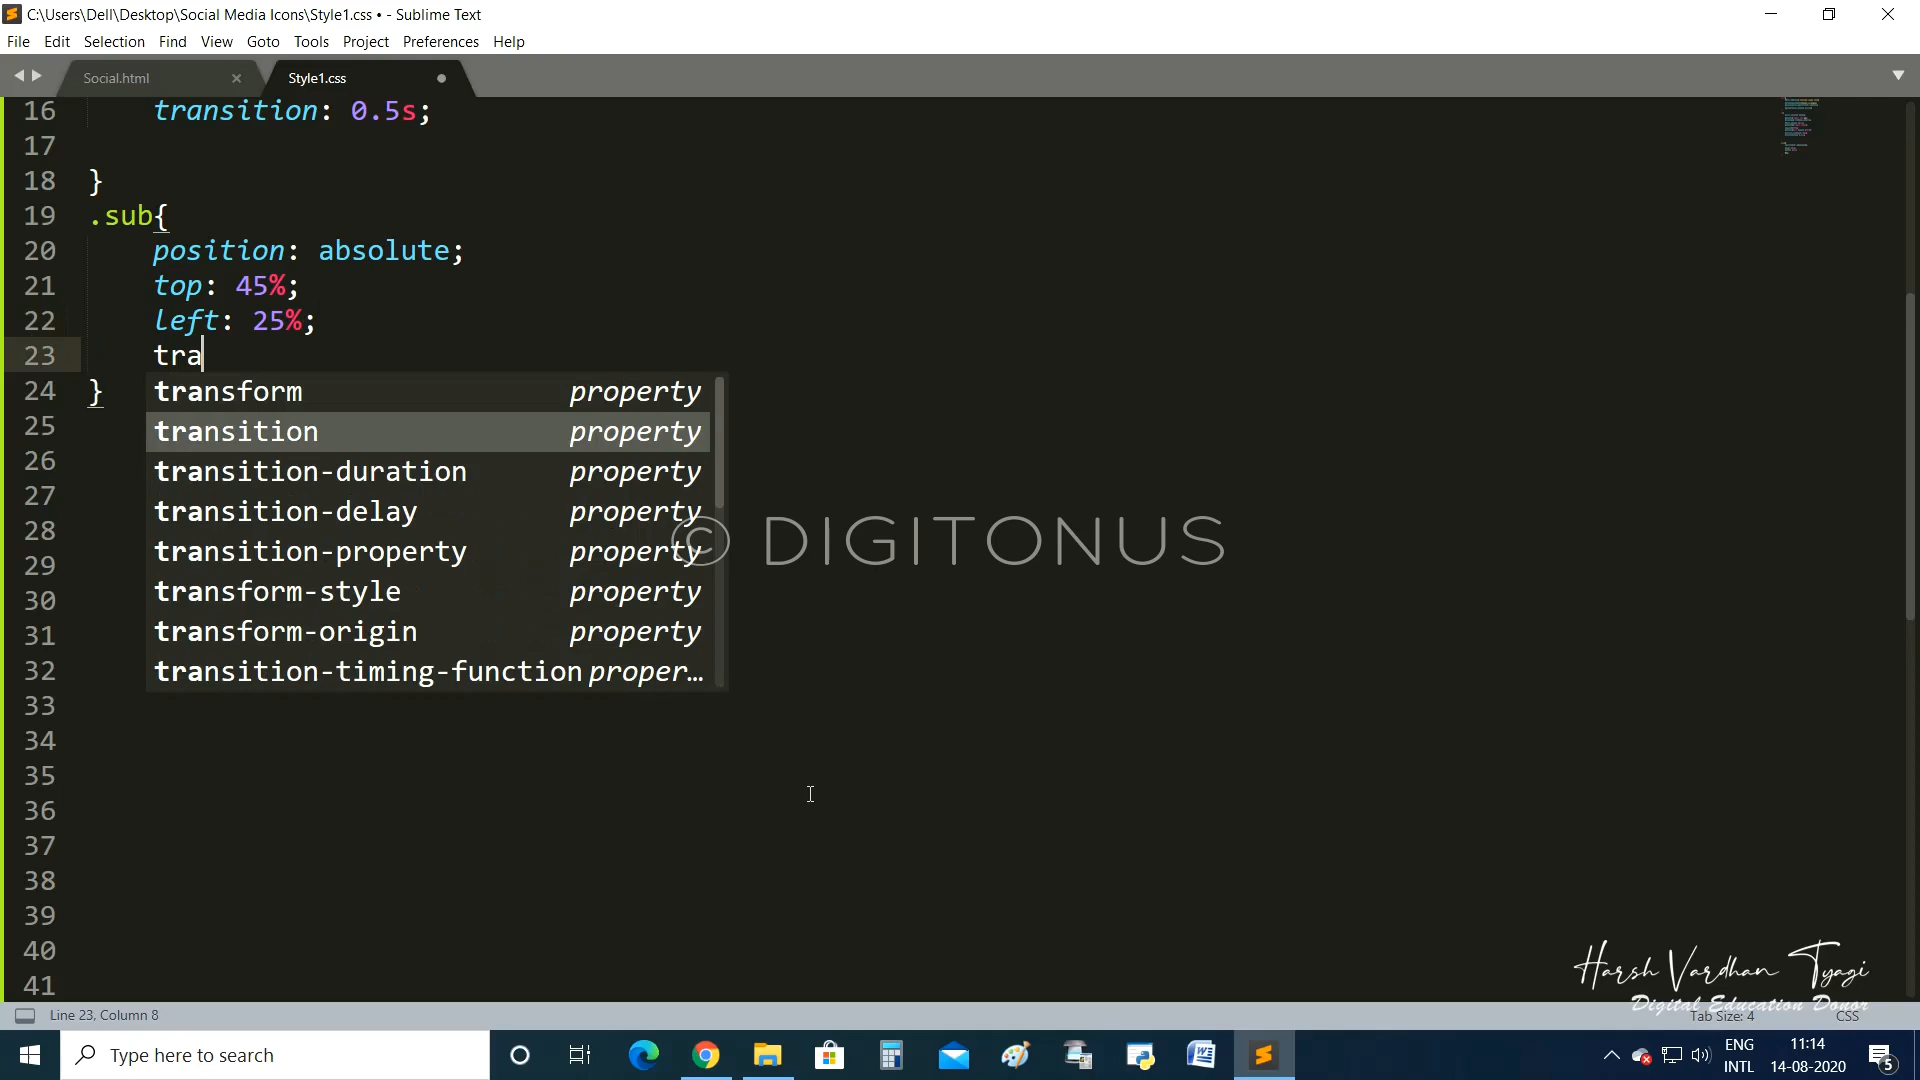 C:\Users\Dell\Desktop\Social Media Icons\Style1.css • - Sublime Text
File Edit Selection Find View Goto Tools Project Preferences Help
Social.html Style1.css
16 transition: 0.5s;
17
18 }
19 .sub{
20 position: absolute;
21 top: 45%;
22 left: 25%;
23 tra
24 }
transform property
25
transition property
26
transition-duration property
27
transition-delay property
28
© DIGITONUS
29
transition-property property
30
transform-style property
31
transform-origin property
32
transition-timing-function proper…
33
34
35
36
37
38
39
40
41
Harsh Vardhan Tyagi
Digital Education Donor
Line 23, Column 8
Tab Size: 4
CSS
Type here to search
ENG
INTL
11:14
14-08-2020
5